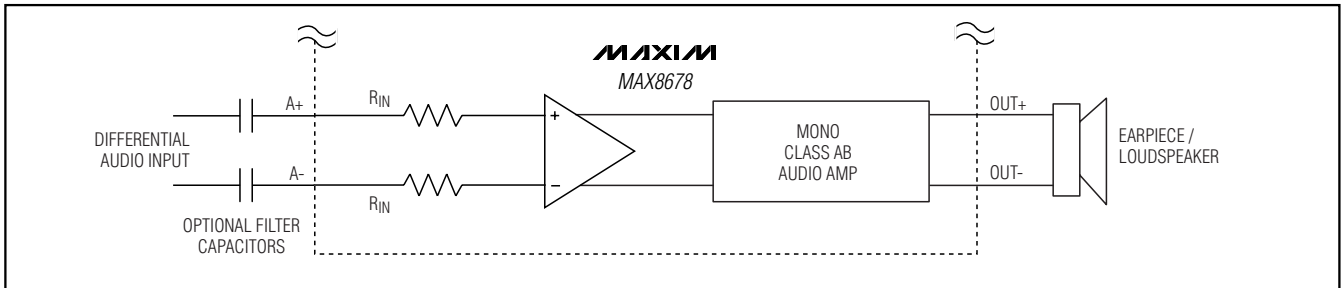 MAXIM
MAX8678
A+
RIN
+
OUT+
DIFFERENTIAL
AUDIO INPUT
MONO
CLASS AB
AUDIO AMP
EARPIECE /
LOUDSPEAKER
A-
RIN
−
OUT-
OPTIONAL FILTER
CAPACITORS